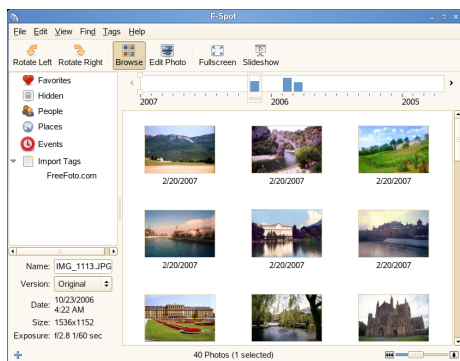 F-Spot
File Edit View Find Tags Help
Rotate Left Rotate Right Browse Edit Photo Fullscreen Slideshow
Favorites
Hidden
People
Places
Events
Import Tags
FreeFoto.com
2007 2006 2005
2/20/2007 2/20/2007 2/20/2007
2/20/2007 2/20/2007 2/20/2007
Name: IMG_1113.JPG
Version: Original
Date: 10/23/2006
4:22 AM
Size: 1536x1152
Exposure: f/2.8 1/60 sec
40 Photos (1 selected)